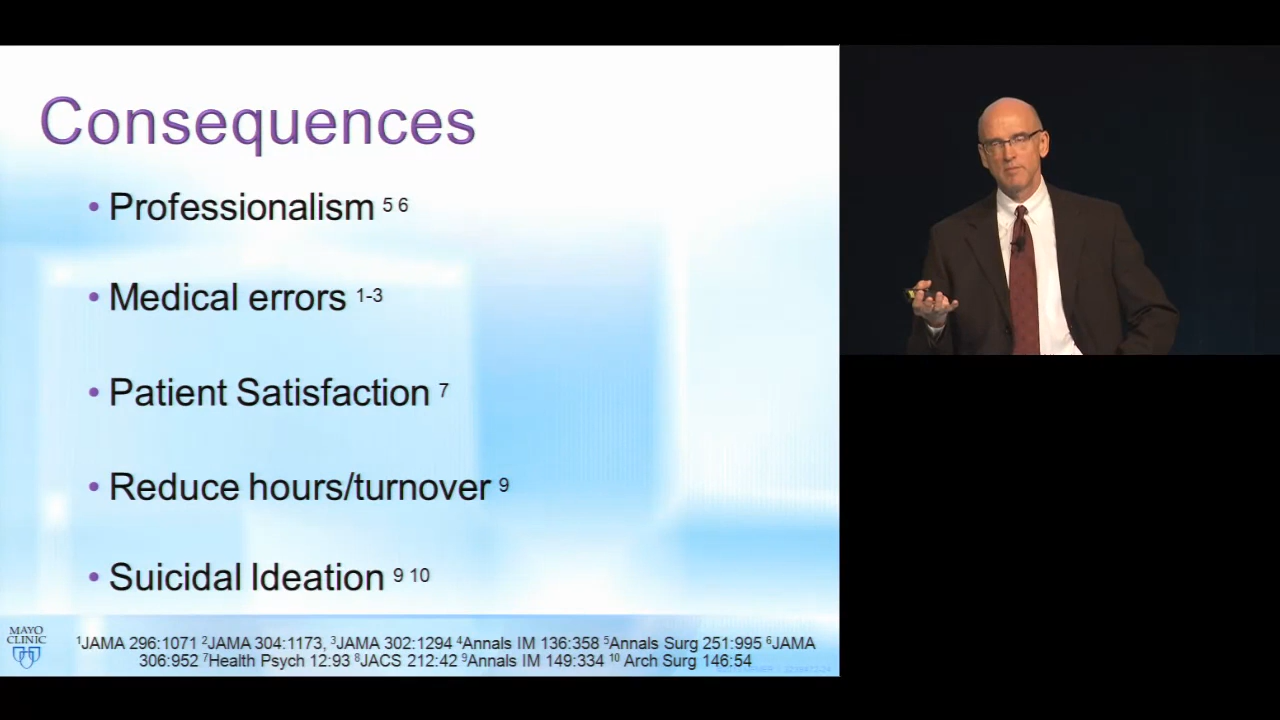 Consequences
• Professionalism 5 6
• Medical errors 1-3
• Patient Satisfaction 7
• Reduce hours/turnover 9
• Suicidal Ideation 9 10
MAYO
CLINIC
1JAMA 296:1071 2JAMA 304:1173, 3JAMA 302:1294 4Annals IM 136:358 5Annals Surg 251:995 6JAMA
306:952 7Health Psych 12:93 8JACS 212:42 9Annals IM 149:334 10 Arch Surg 146:54